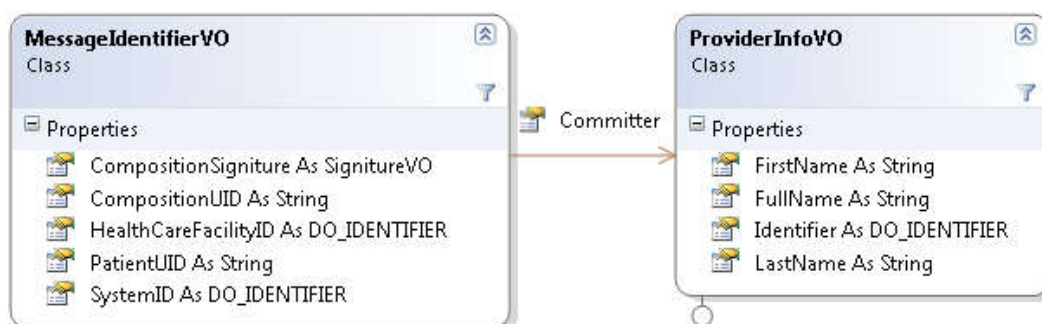 MessageIdentifierVO
Class
Properties
CompositionSigniture As SignitureVO
CompositionUID As String
HealthCareFacilityID As DO_IDENTIFIER
PatientUID As String
SystemID As DO_IDENTIFIER
Committer
ProviderInfoVO
Class
Properties
FirstName As String
FullName As String
Identifier As DO_IDENTIFIER
LastName As String